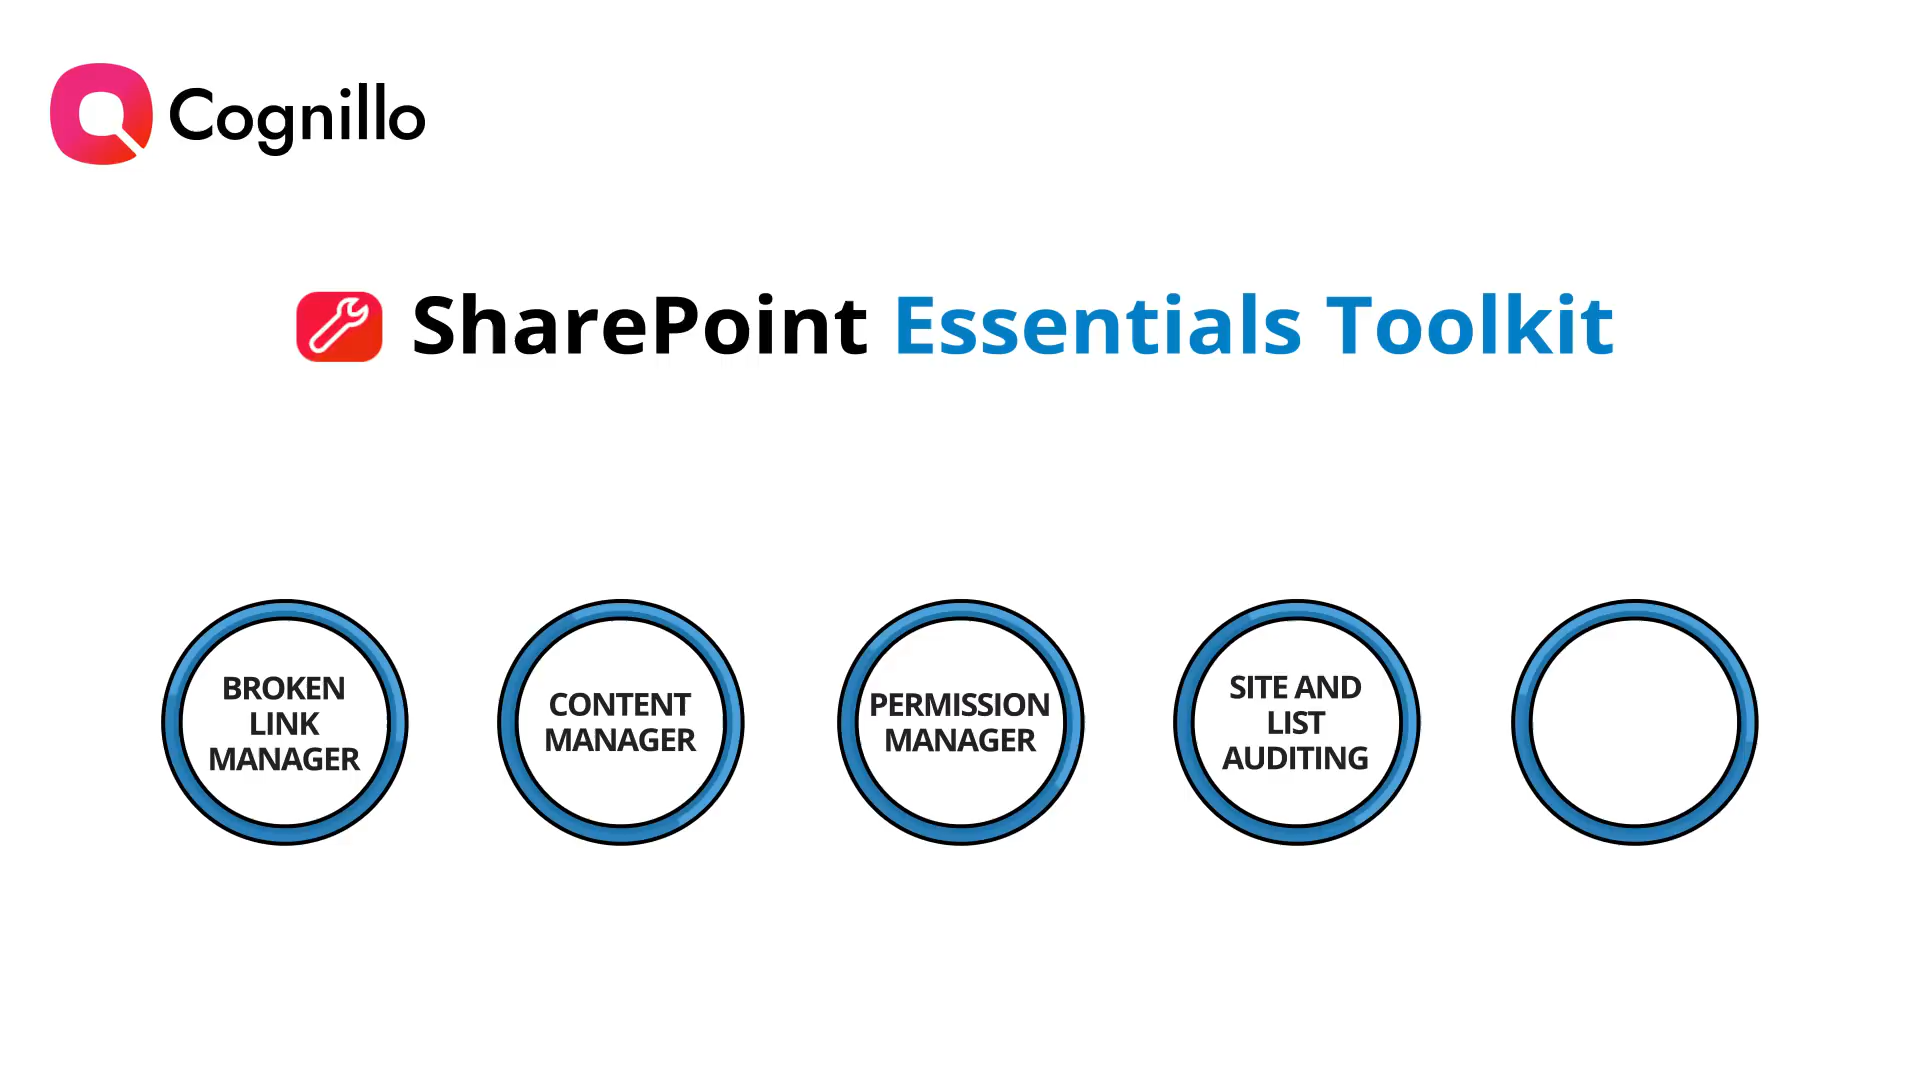 Cognillo
SharePoint Essentials Toolkit
BROKEN
LINK
MANAGER
CONTENT
MANAGER
PERMISSION
MANAGER
SITE AND
LIST
AUDITING